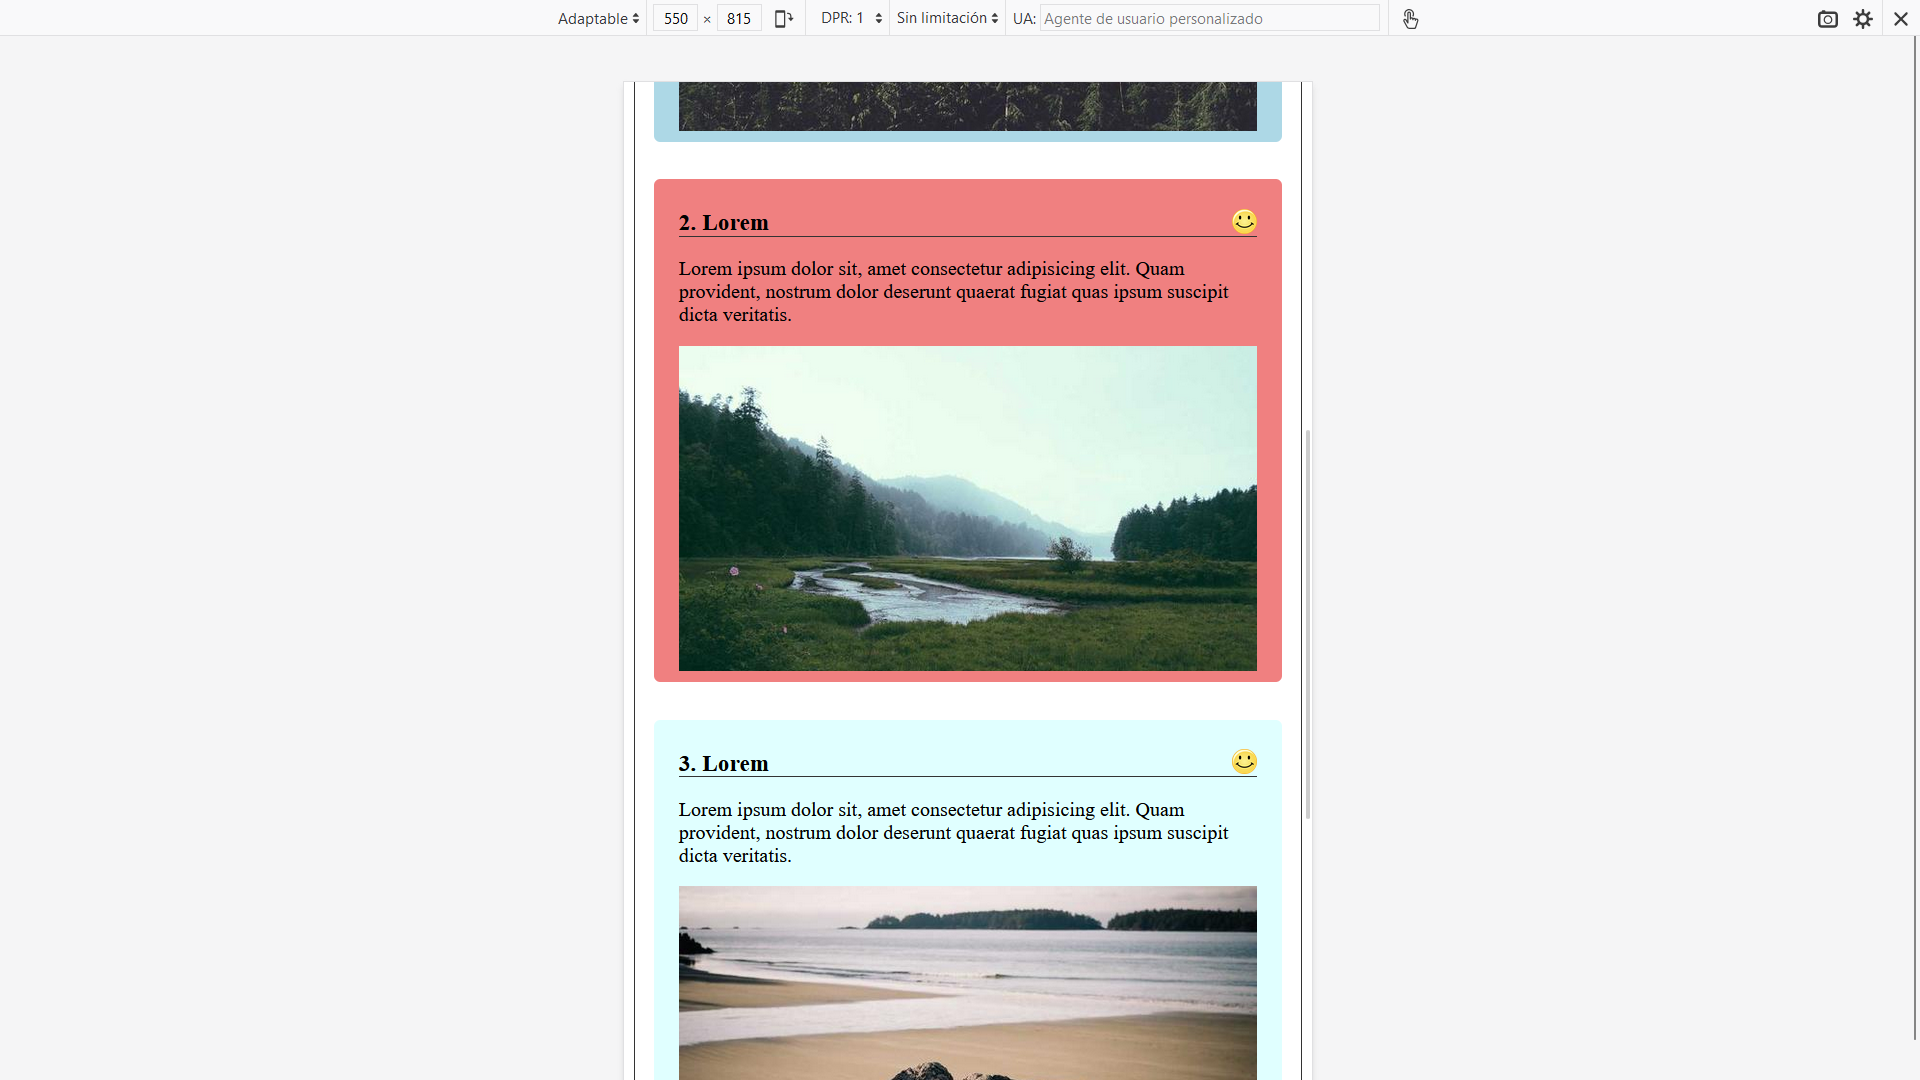 Adaptable 550 × 815 DPR: 1 Sin limitación UA: Agente de usuario personalizado
2. Lorem
Lorem ipsum dolor sit, amet consectetur adipisicing elit. Quam
provident, nostrum dolor deserunt quaerat fugiat quas ipsum suscipit
dicta veritatis.
3. Lorem
Lorem ipsum dolor sit, amet consectetur adipisicing elit. Quam
provident, nostrum dolor deserunt quaerat fugiat quas ipsum suscipit
dicta veritatis.